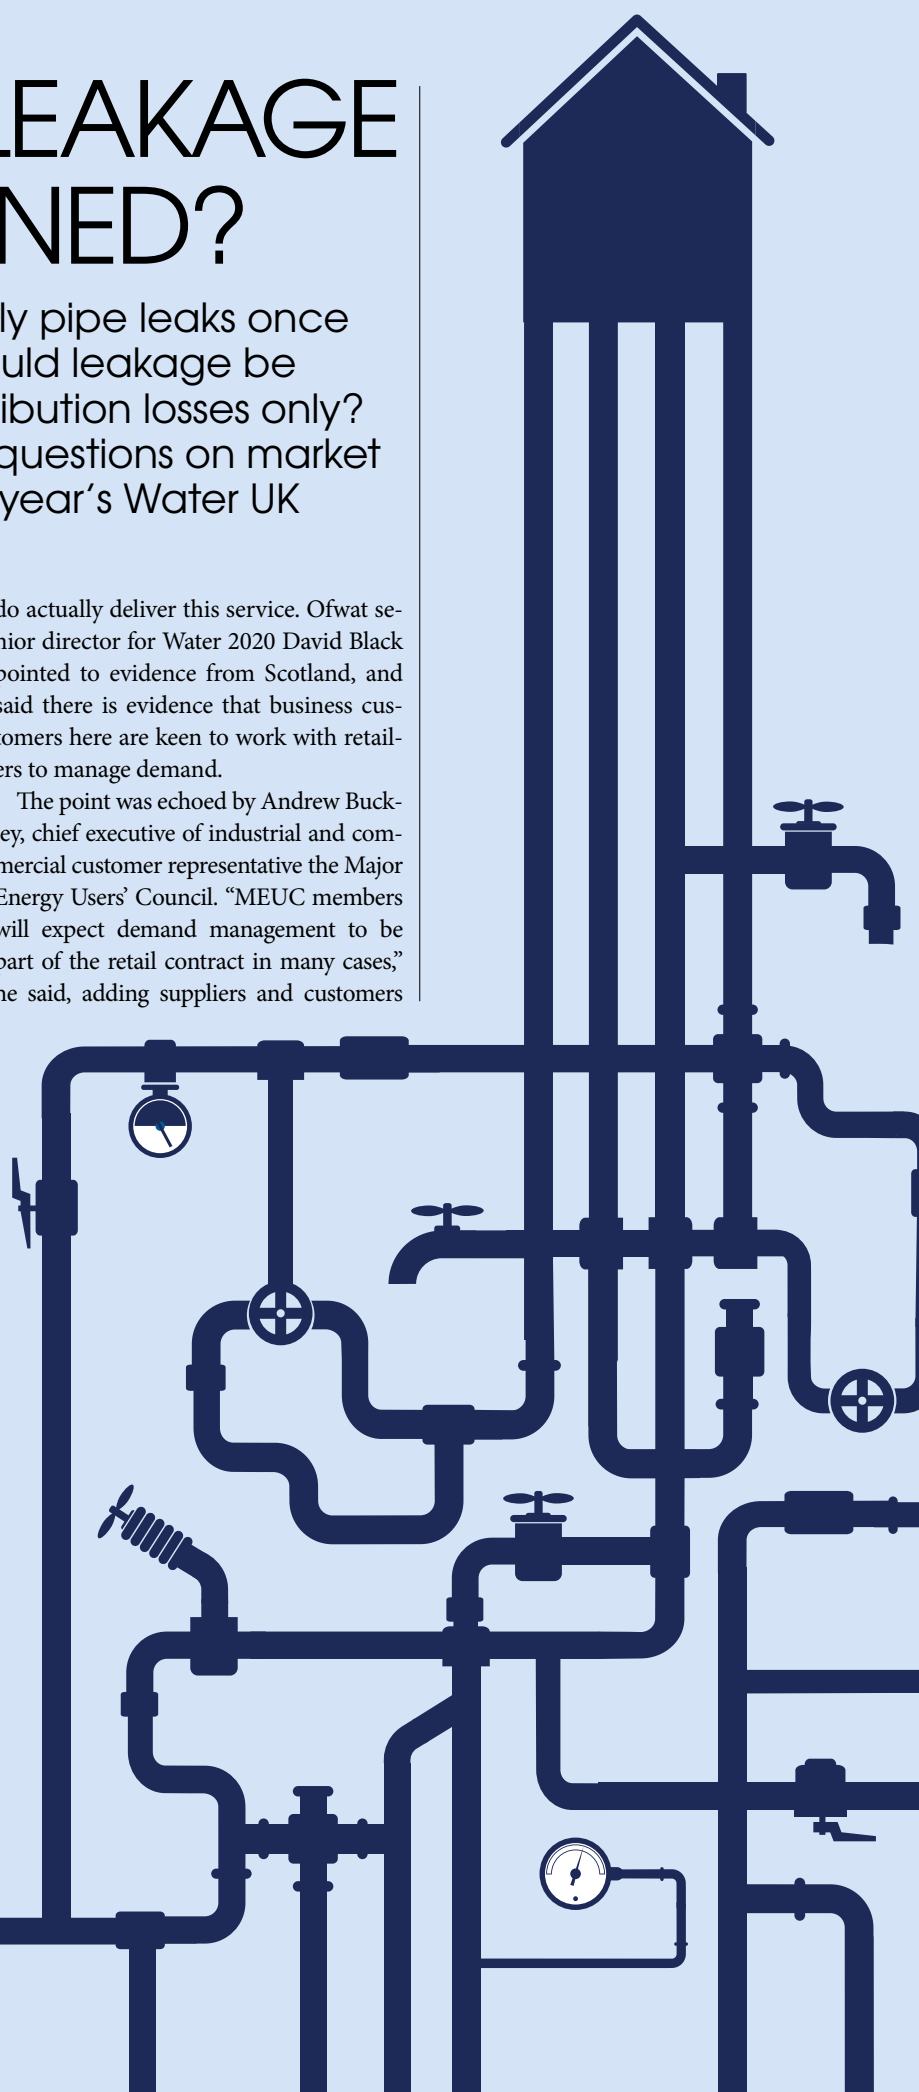 LEAKAGE
NED?
ly pipe leaks once
uld leakage be
ibution losses only?
questions on market
year’s Water UK
do actually deliver this service. Ofwat se-
nior director for Water 2020 David Black
pointed to evidence from Scotland, and
said there is evidence that business cus-
tomers here are keen to work with retail-
ers to manage demand.
The point was echoed by Andrew Buck-
ey, chief executive of industrial and com-
mercial customer representative the Major
Energy Users’ Council. “MEUC members
will expect demand management to be
part of the retail contract in many cases,”
he said, adding suppliers and customers